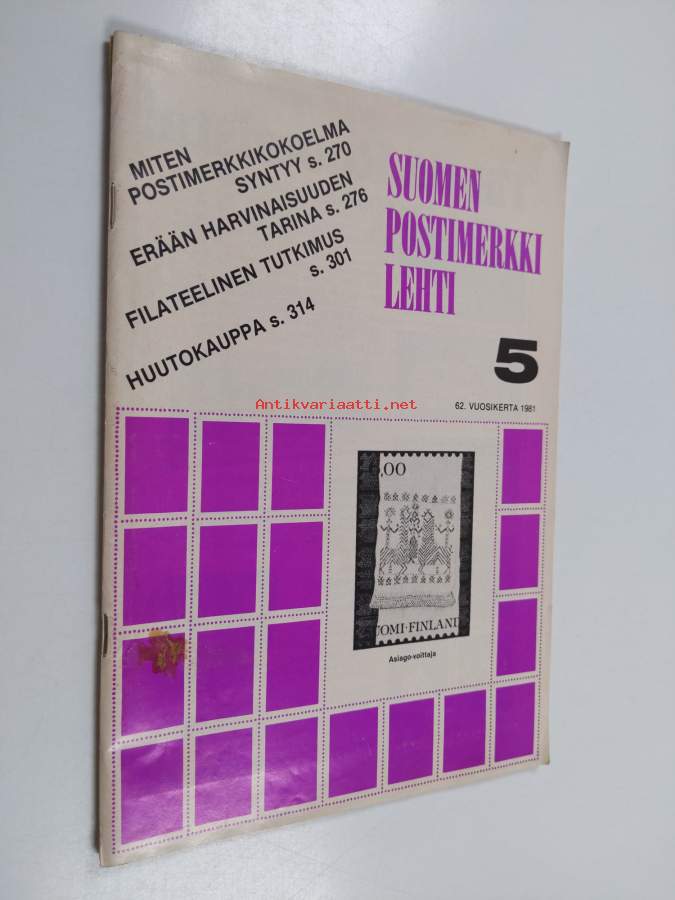 MITEN
POSTIMERKKIKOKOELMA
SYNTYY s. 270
ERÄÄN HARVINAISUUDEN
TARINA s. 276
FILATEELINEN TUTKIMUS
s. 301
HUUTOKAUPPA s. 314
SUOMEN
POSTIMERKKI
LEHTI
5
62. VUOSIKERTA 1981
Antikvariaatti.net
,00
UOMI·FINLAND
Asiago-voittaja